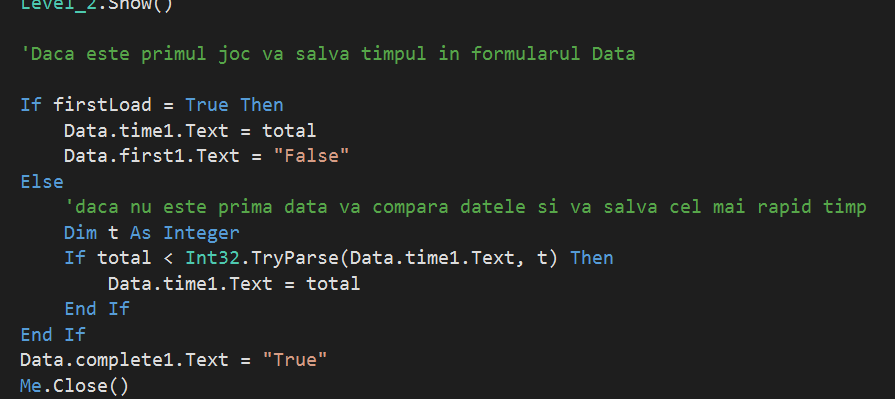 Level_2.Show()
'Daca este primul joc va salva timpul in formularul Data
If firstLoad = True Then
Data.time1.Text = total
Data.first1.Text = "False"
Else
'daca nu este prima data va compara datele si va salva cel mai rapid timp
Dim t As Integer
If total < Int32.TryParse(Data.time1.Text, t) Then
Data.time1.Text = total
End If
End If
Data.complete1.Text = "True"
Me.Close()